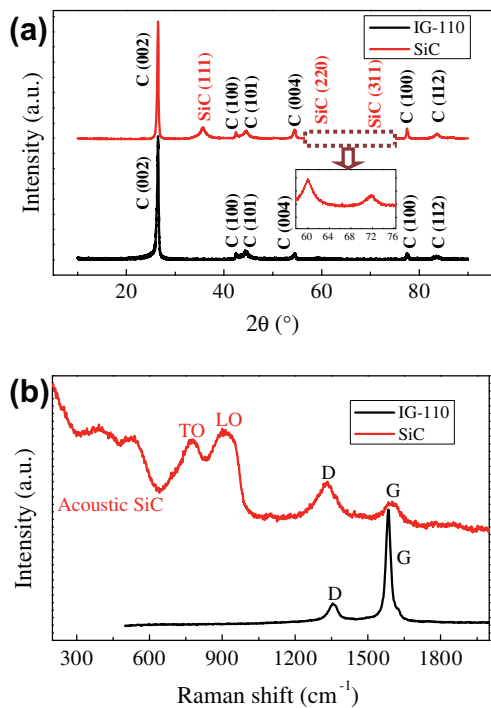 (a)
IG-110
SiC
C (002)
SiC (111)
C (100)
C (101)
C (004)
SiC (220)
SiC (311)
C (100)
C (112)
C (002)
C (100)
C (101)
C (004)
C (100)
C (112)
60 64 68 72 76
Intensity (a.u.)
20 40 60 80
2θ (°)
(b)
IG-110
SiC
TO
LO
Acoustic SiC
D
G
D
G
Intensity (a.u.)
300 600 900 1200 1500 1800
Raman shift (cm⁻¹)